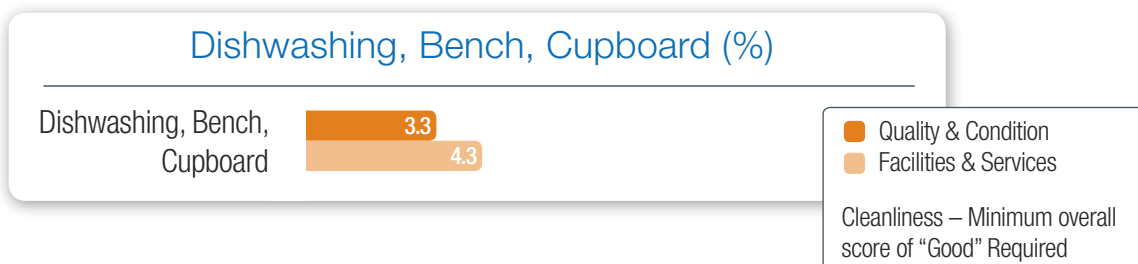 Dishwashing, Bench, Cupboard (%)
Dishwashing, Bench,
Cupboard
3.3
4.3
Quality & Condition
Facilities & Services
Cleanliness – Minimum overall
score of “Good” Required